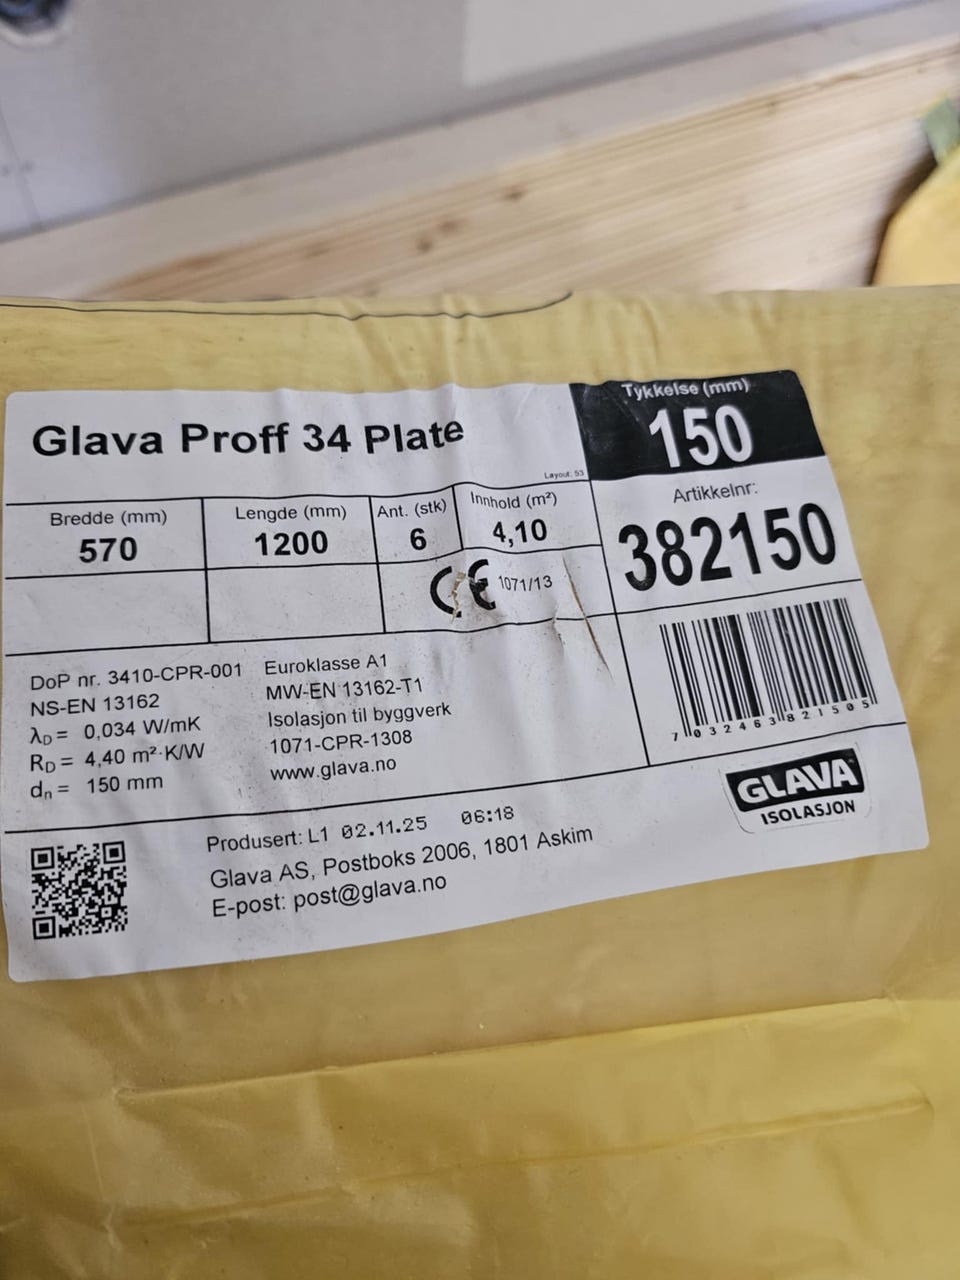 Glava Proff 34 Plate
Layout: 53
Tykkelse (mm)
150
Bredde (mm)
570
Lengde (mm)
1200
Ant. (stk)
6
Innhold (m²)
4,10
Artikkelnr:
382150
CE 1071/13
DoP nr. 3410-CPR-001
NS-EN 13162
λD = 0,034 W/mK
RD = 4,40 m²·K/W
dn = 150 mm
Euroklasse A1
MW-EN 13162-T1
Isolasjon til byggverk
1071-CPR-1308
www.glava.no
7032463821505
GLAVA
ISOLASJON
Produsert: L1 02.11.25 06:18
Glava AS, Postboks 2006, 1801 Askim
E-post: post@glava.no